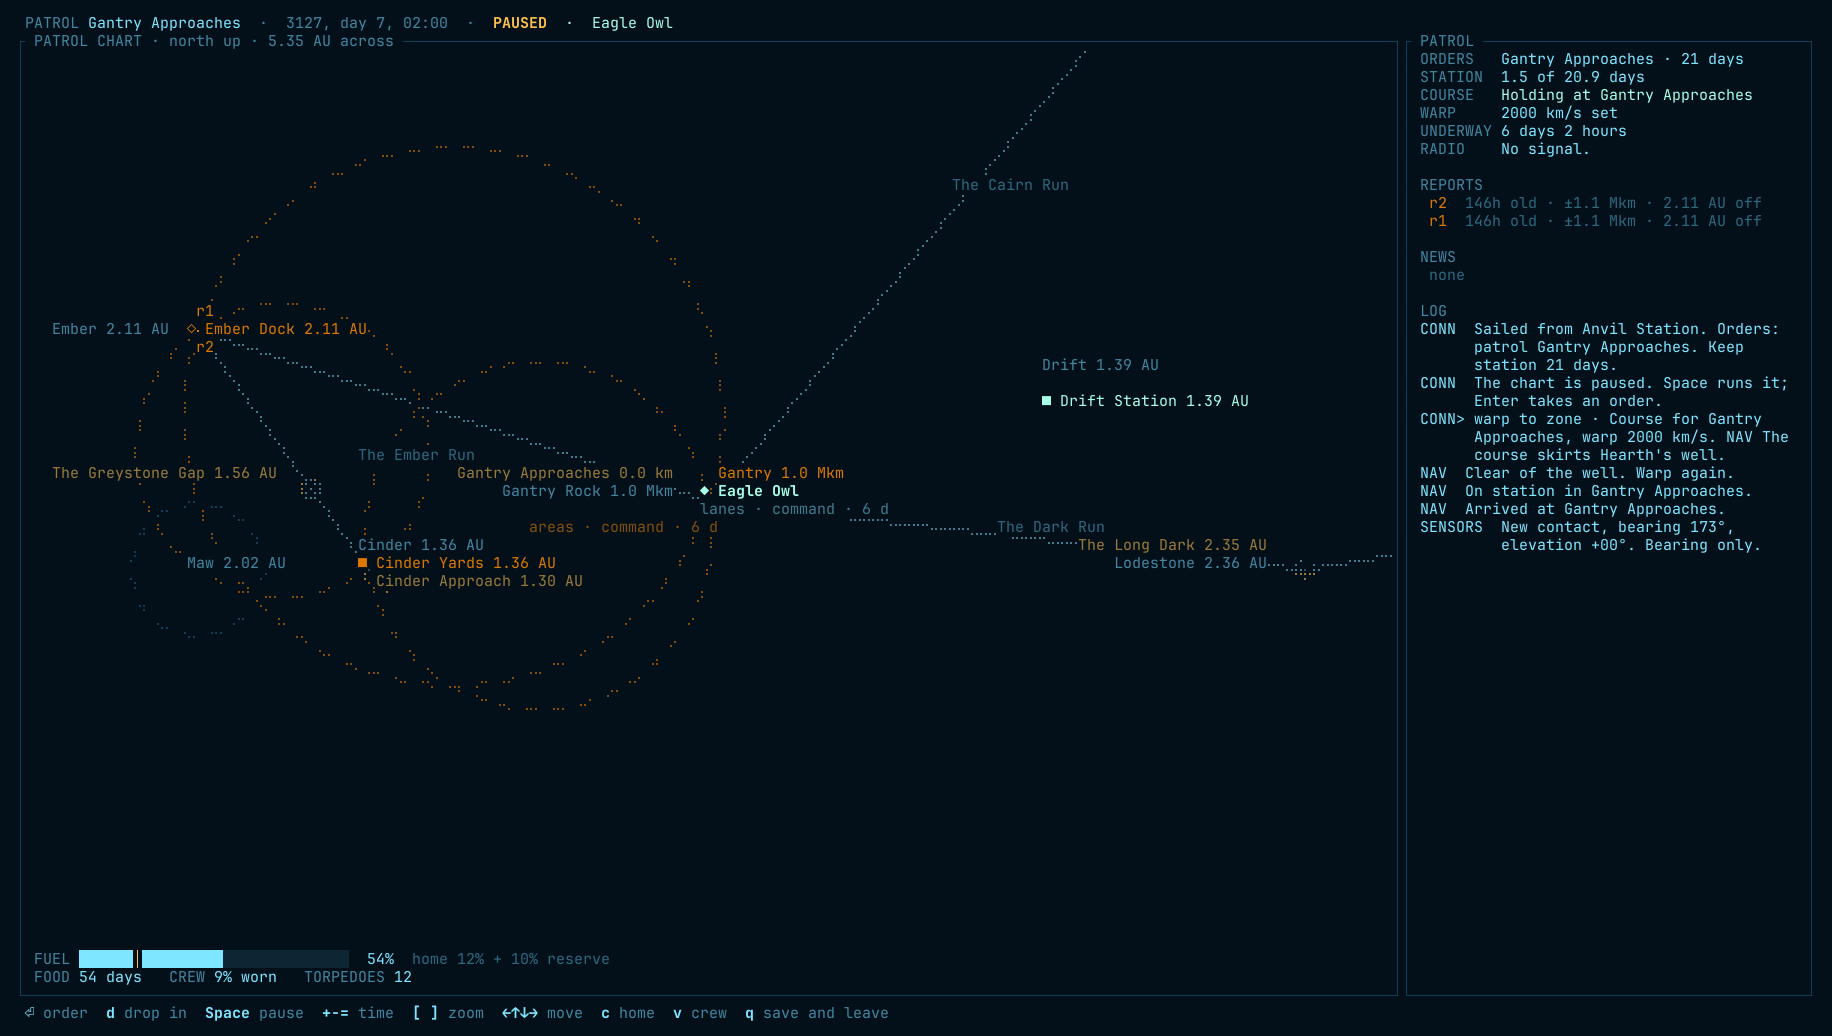 PATROL Gantry Approaches · 3127, day 7, 02:00 · PAUSED · Eagle Owl
PATROL CHART · north up · 5.35 AU across
The Cairn Run
r1
Ember 2.11 AU Ember Dock 2.11 AU
r2
Drift 1.39 AU
Drift Station 1.39 AU
The Ember Run
The Greystone Gap 1.56 AU Gantry Approaches 0.0 km Gantry 1.0 Mkm
Gantry Rock 1.0 Mkm Eagle Owl
lanes · command · 6 d
areas · command · 6 d The Dark Run
Cinder 1.36 AU The Long Dark 2.35 AU
Maw 2.02 AU Cinder Yards 1.36 AU Lodestone 2.36 AU
Cinder Approach 1.30 AU
FUEL 54% home 12% + 10% reserve
FOOD 54 days CREW 9% worn TORPEDOES 12
PATROL
ORDERS Gantry Approaches · 21 days
STATION 1.5 of 20.9 days
COURSE Holding at Gantry Approaches
WARP 2000 km/s set
UNDERWAY 6 days 2 hours
RADIO No signal.
REPORTS
r2 146h old · ±1.1 Mkm · 2.11 AU off
r1 146h old · ±1.1 Mkm · 2.11 AU off
NEWS
none
LOG
CONN Sailed from Anvil Station. Orders:
patrol Gantry Approaches. Keep
station 21 days.
CONN The chart is paused. Space runs it;
Enter takes an order.
CONN> warp to zone · Course for Gantry
Approaches, warp 2000 km/s. NAV The
course skirts Hearth's well.
NAV Clear of the well. Warp again.
NAV On station in Gantry Approaches.
NAV Arrived at Gantry Approaches.
SENSORS New contact, bearing 173°,
elevation +00°. Bearing only.
⏎ order d drop in Space pause +-= time [ ] zoom ←↑↓→ move c home v crew q save and leave